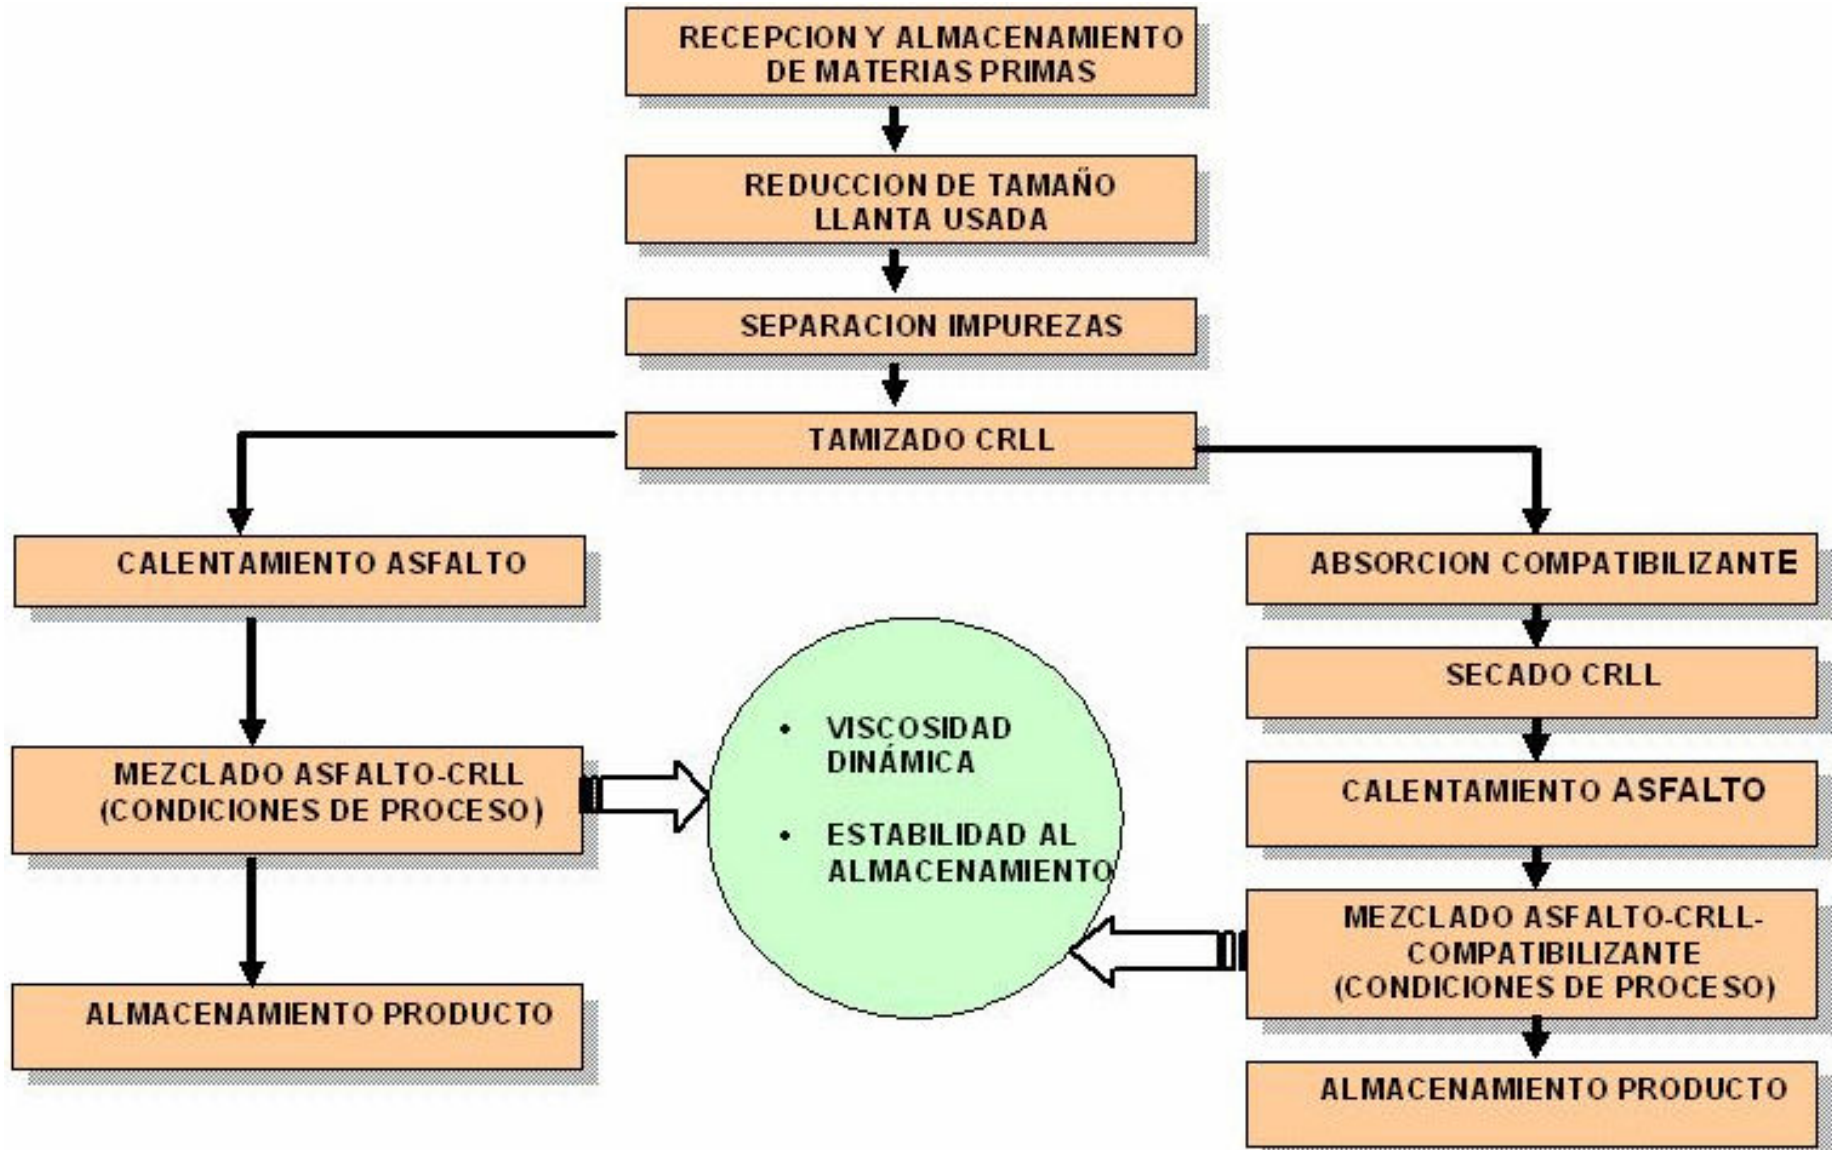 RECEPCION Y ALMACENAMIENTO
DE MATERIAS PRIMAS
REDUCCION DE TAMAÑO
LLANTA USADA
SEPARACION IMPUREZAS
TAMIZADO CRLL
CALENTAMIENTO ASFALTO
MEZCLADO ASFALTO-CRLL
(CONDICIONES DE PROCESO)
ALMACENAMIENTO PRODUCTO
• VISCOSIDAD
DINÁMICA
• ESTABILIDAD AL
ALMACENAMIENTO
ABSORCION COMPATIBILIZANTE
SECADO CRLL
CALENTAMIENTO ASFALTO
MEZCLADO ASFALTO-CRLL-
COMPATIBILIZANTE
(CONDICIONES DE PROCESO)
ALMACENAMIENTO PRODUCTO